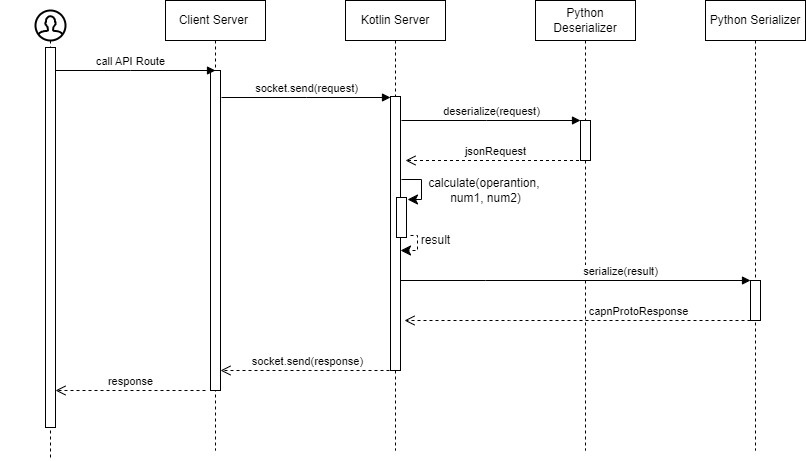 Client Server
Kotlin Server
Python
Deserializer
Python Serializer
call API Route
socket.send(request)
deserialize(request)
jsonRequest
calculate(operantion,
num1, num2)
result
serialize(result)
capnProtoResponse
socket.send(response)
response